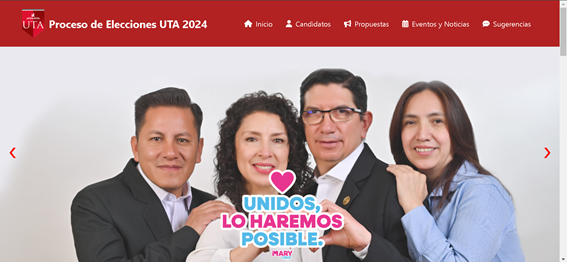 UTA
Proceso de Elecciones UTA 2024
Inicio
Candidatos
Propuestas
Eventos y Noticias
Sugerencias
UNIDOS,
LO HAREMOS
POSIBLE.
MARY